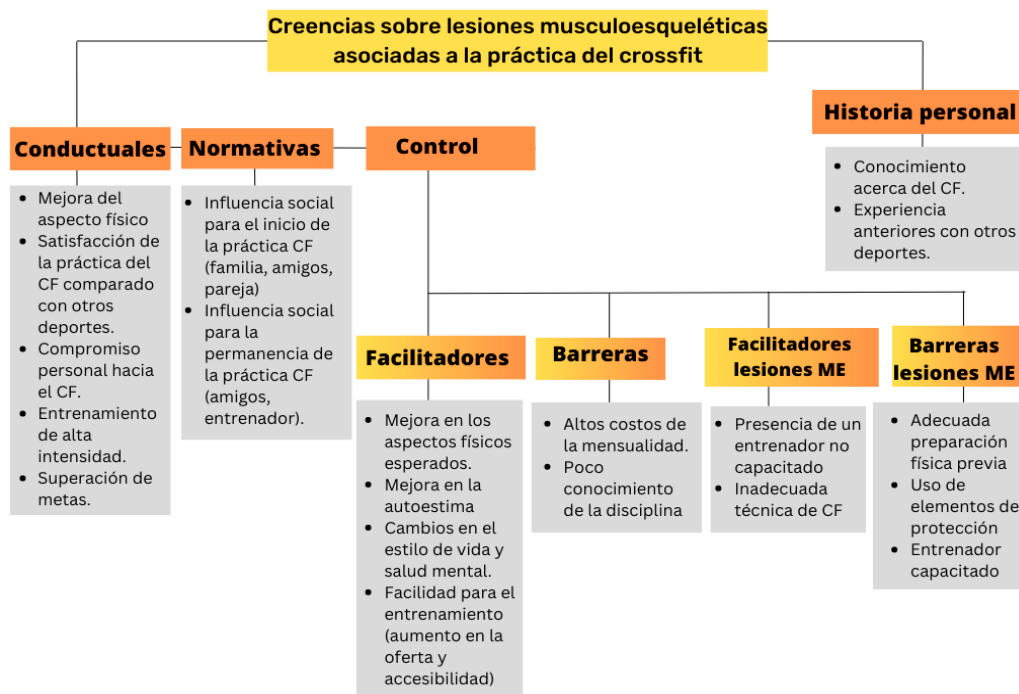 Creencias sobre lesiones musculoesqueléticas
asociadas a la práctica del crossfit
Conductuales
• Mejora del
aspecto físico
• Satisfacción de
la práctica del
CF comparado
con otros
deportes.
• Compromiso
personal hacia
el CF.
• Entrenamiento
de alta
intensidad.
• Superación de
metas.
Normativas
• Influencia social
para el inicio de
la práctica CF
(familia, amigos,
pareja)
• Influencia social
para la
permanencia de
la práctica CF
(amigos,
entrenador).
Control
Historia personal
• Conocimiento
acerca del CF.
• Experiencia
anteriores con otros
deportes.
Facilitadores
• Mejora en los
aspectos físicos
esperados.
• Mejora en la
autoestima
• Cambios en el
estilo de vida y
salud mental.
• Facilidad para el
entrenamiento
(aumento en la
oferta y
accesibilidad)
Barreras
• Altos costos de
la mensualidad.
• Poco
conocimiento
de la disciplina
Facilitadores
lesiones ME
• Presencia de un
entrenador no
capacitado
• Inadecuada
técnica de CF
Barreras
lesiones ME
• Adecuada
preparación
física previa
• Uso de
elementos de
protección
• Entrenador
capacitado